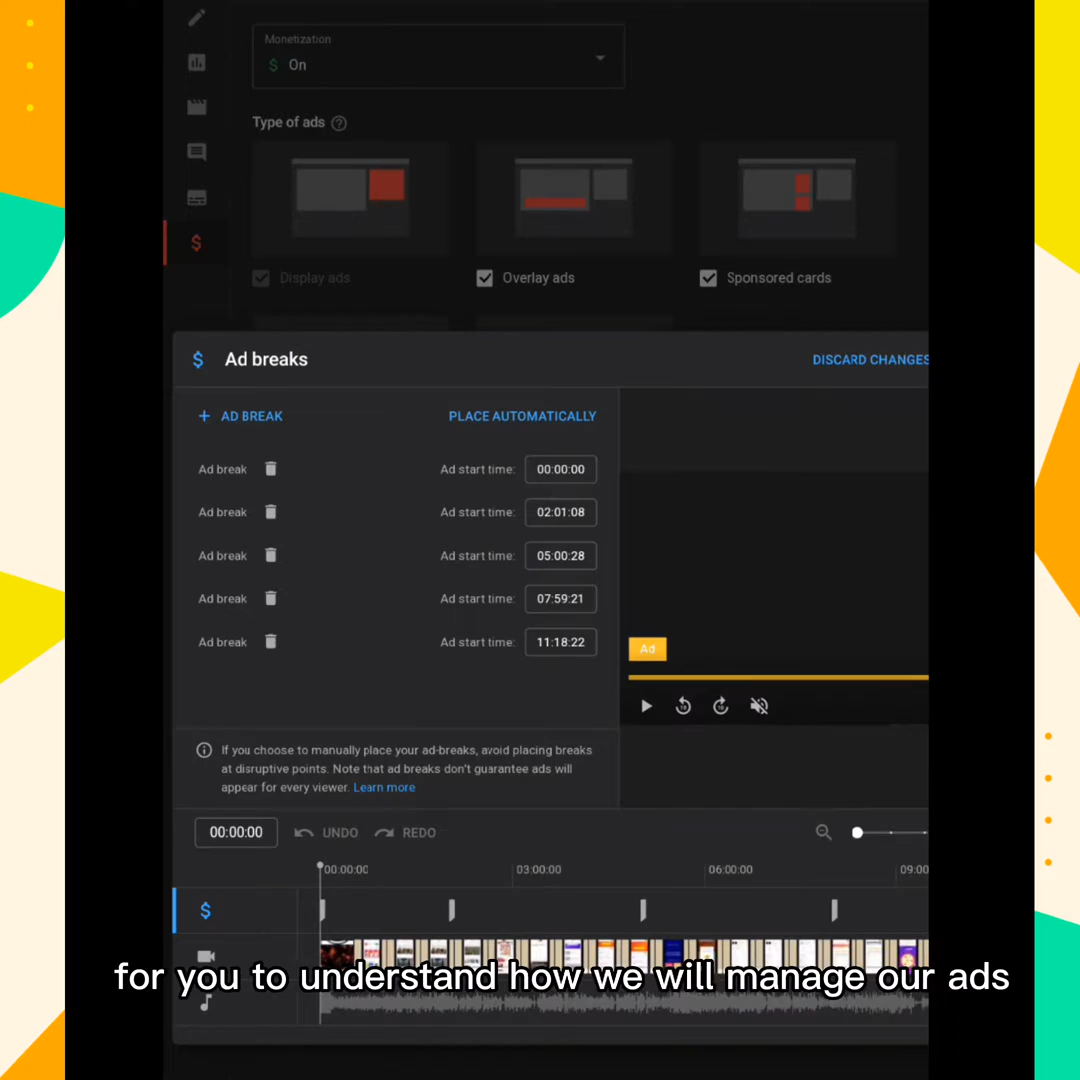 Monetization
$ On
Type of ads
Display ads
Overlay ads
Sponsored cards
$ Ad breaks
DISCARD CHANGES
+ AD BREAK
PLACE AUTOMATICALLY
Ad break Ad start time: 00:00:00
Ad break Ad start time: 02:01:08
Ad break Ad start time: 05:00:28
Ad break Ad start time: 07:59:21
Ad break Ad start time: 11:18:22
Ad
If you choose to manually place your ad-breaks, avoid placing breaks
at disruptive points. Note that ad breaks don't guarantee ads will
appear for every viewer. Learn more
00:00:00 UNDO REDO
00:00:00 03:00:00 06:00:00 09:00
for you to understand how we will manage our ads